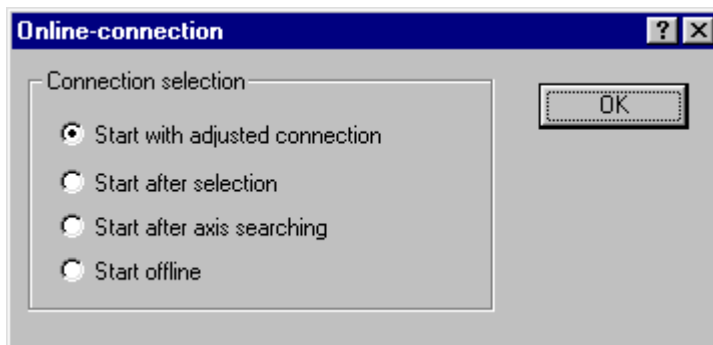 Online-connection
Connection selection
Start with adjusted connection
OK
Start after selection
Start after axis searching
Start offline